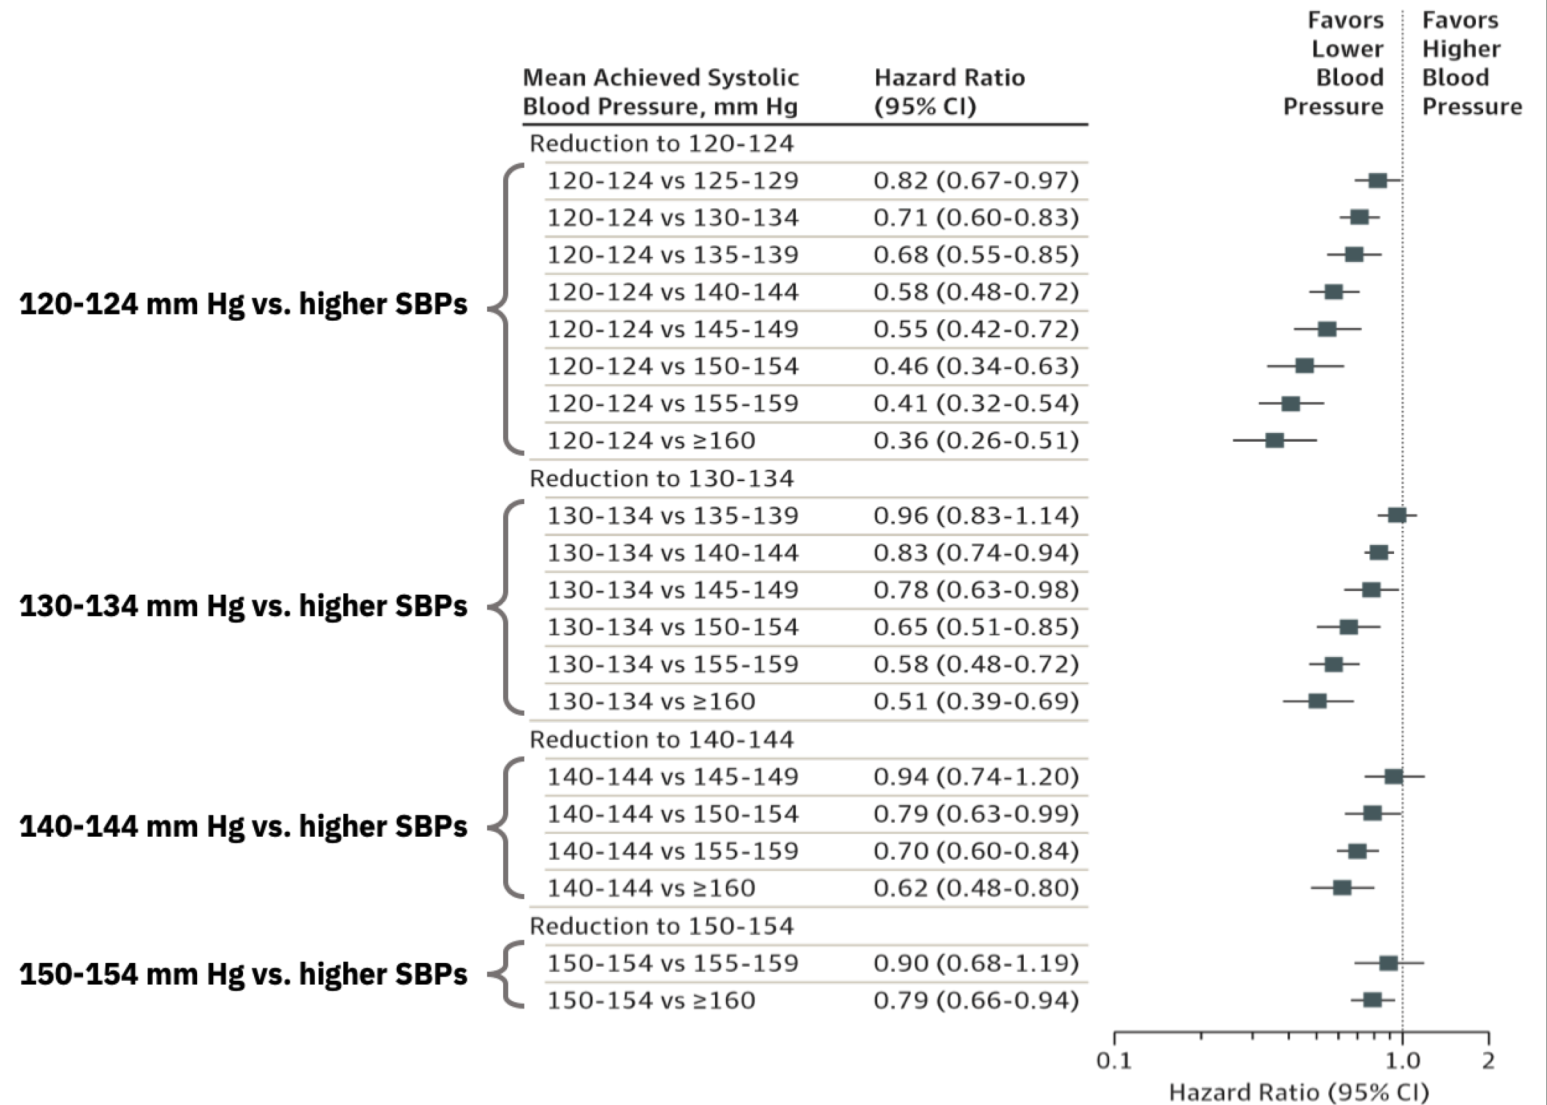 Favors Lower Blood Pressure
Favors Higher Blood Pressure
Mean Achieved Systolic Blood Pressure, mm Hg
Hazard Ratio (95% CI)
Reduction to 120-124
120-124 vs 125-129 0.82 (0.67-0.97)
120-124 vs 130-134 0.71 (0.60-0.83)
120-124 vs 135-139 0.68 (0.55-0.85)
120-124 vs 140-144 0.58 (0.48-0.72)
120-124 mm Hg vs. higher SBPs
120-124 vs 145-149 0.55 (0.42-0.72)
120-124 vs 150-154 0.46 (0.34-0.63)
120-124 vs 155-159 0.41 (0.32-0.54)
120-124 vs ≥160 0.36 (0.26-0.51)
Reduction to 130-134
130-134 vs 135-139 0.96 (0.83-1.14)
130-134 vs 140-144 0.83 (0.74-0.94)
130-134 vs 145-149 0.78 (0.63-0.98)
130-134 mm Hg vs. higher SBPs
130-134 vs 150-154 0.65 (0.51-0.85)
130-134 vs 155-159 0.58 (0.48-0.72)
130-134 vs ≥160 0.51 (0.39-0.69)
Reduction to 140-144
140-144 vs 145-149 0.94 (0.74-1.20)
140-144 vs 150-154 0.79 (0.63-0.99)
140-144 mm Hg vs. higher SBPs
140-144 vs 155-159 0.70 (0.60-0.84)
140-144 vs ≥160 0.62 (0.48-0.80)
Reduction to 150-154
150-154 vs 155-159 0.90 (0.68-1.19)
150-154 mm Hg vs. higher SBPs
150-154 vs ≥160 0.79 (0.66-0.94)
0.1 1.0 2
Hazard Ratio (95% CI)